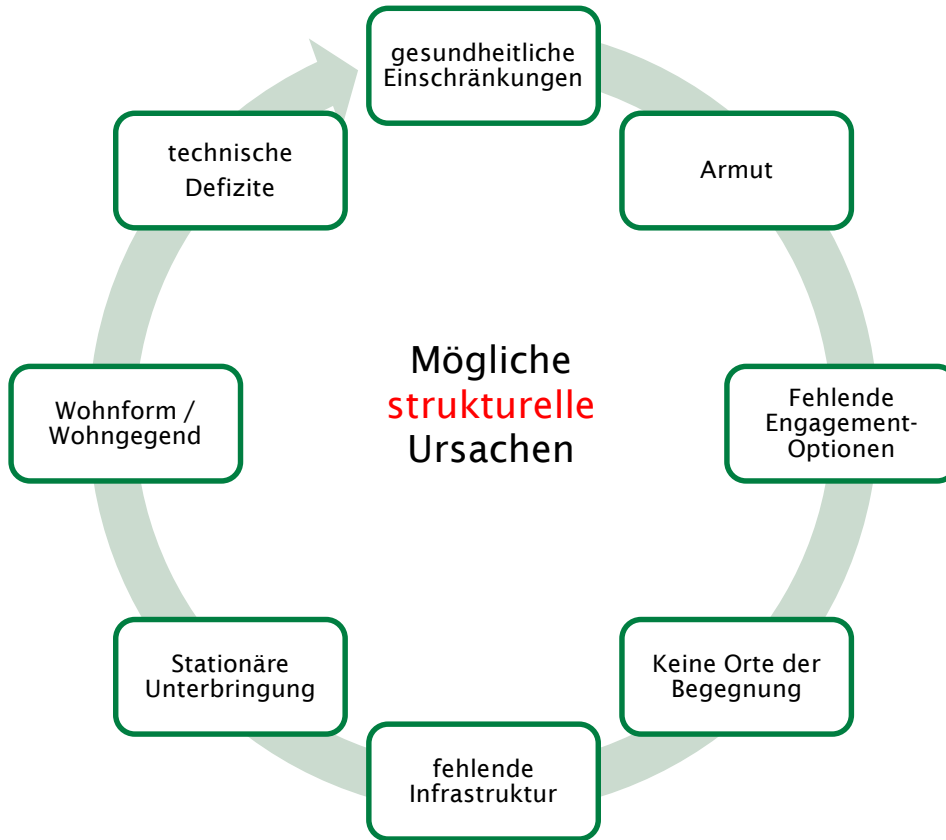 gesundheitliche
Einschränkungen
Armut
Fehlende
Engagement-
Optionen
Keine Orte der
Begegnung
fehlende
Infrastruktur
Stationäre
Unterbringung
Wohnform /
Wohngegend
technische
Defizite
Mögliche
strukturelle
Ursachen